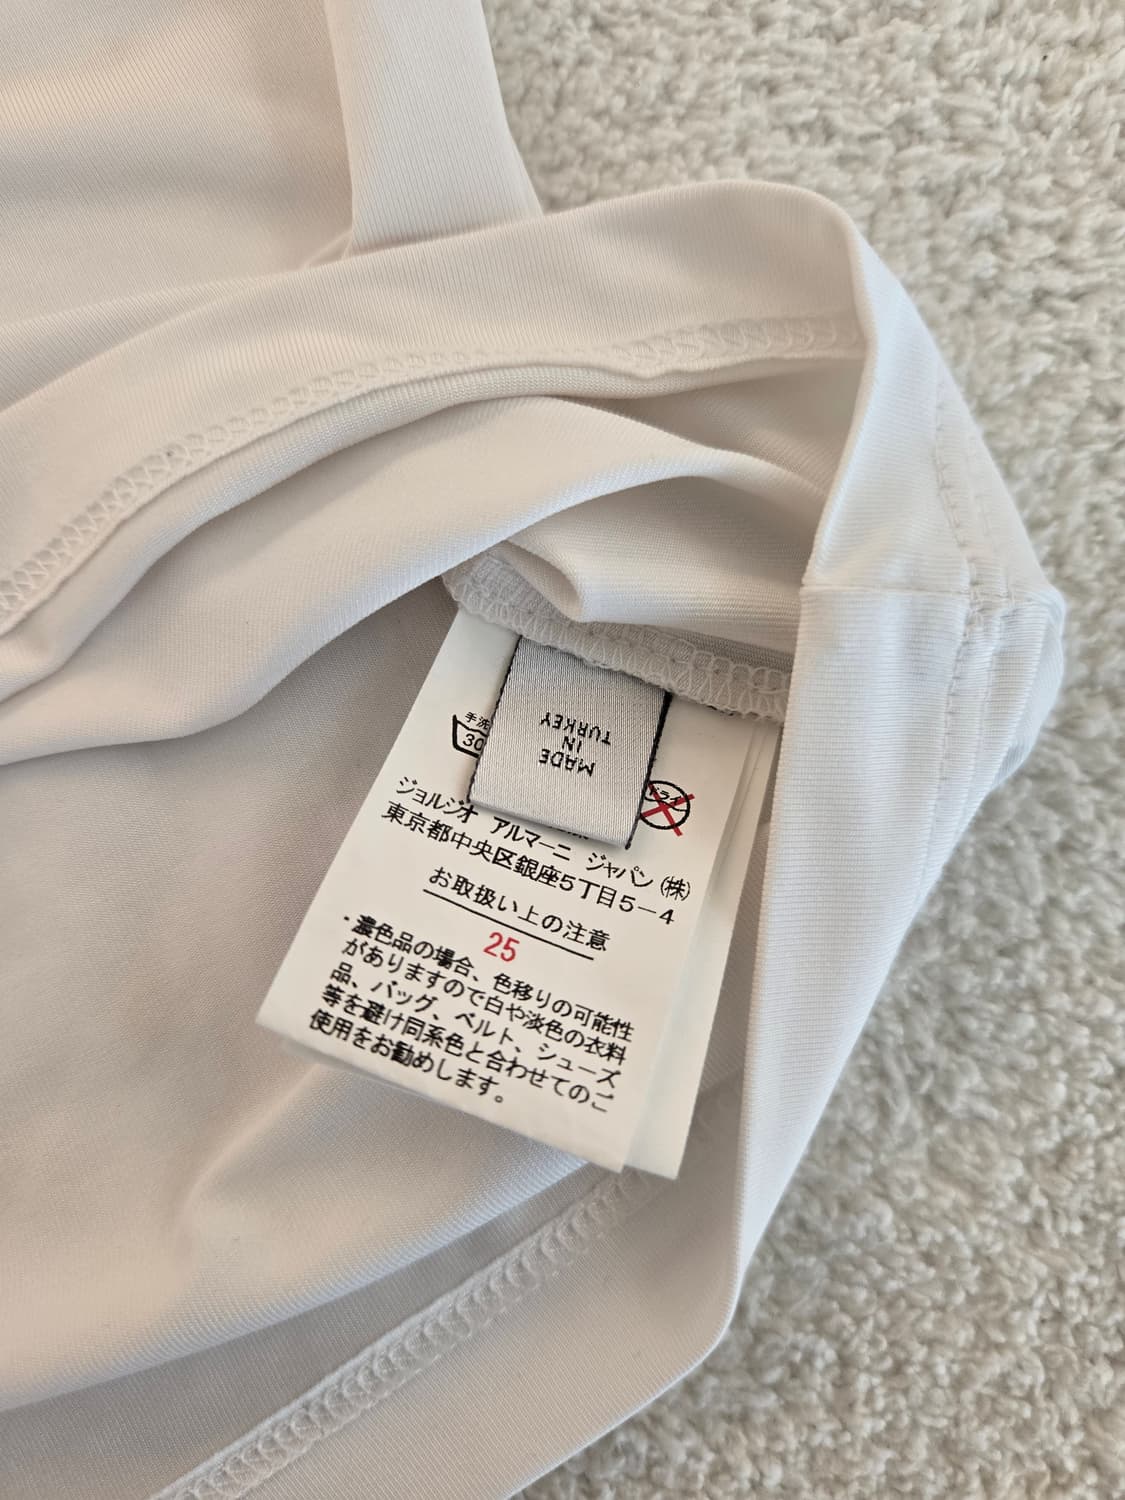 手洗
30
MADE
IN
TURKEY
ドライ
ジョルジオ アルマーニ ジャパン(株)
東京都中央区銀座5丁目5-4
お取扱い上の注意
25
・濃色品の場合、色移りの可能性
がありますので白や淡色の衣料
品、バッグ、ベルト、シューズ
等を避け同系色と合わせてのご
使用をお勧めします。